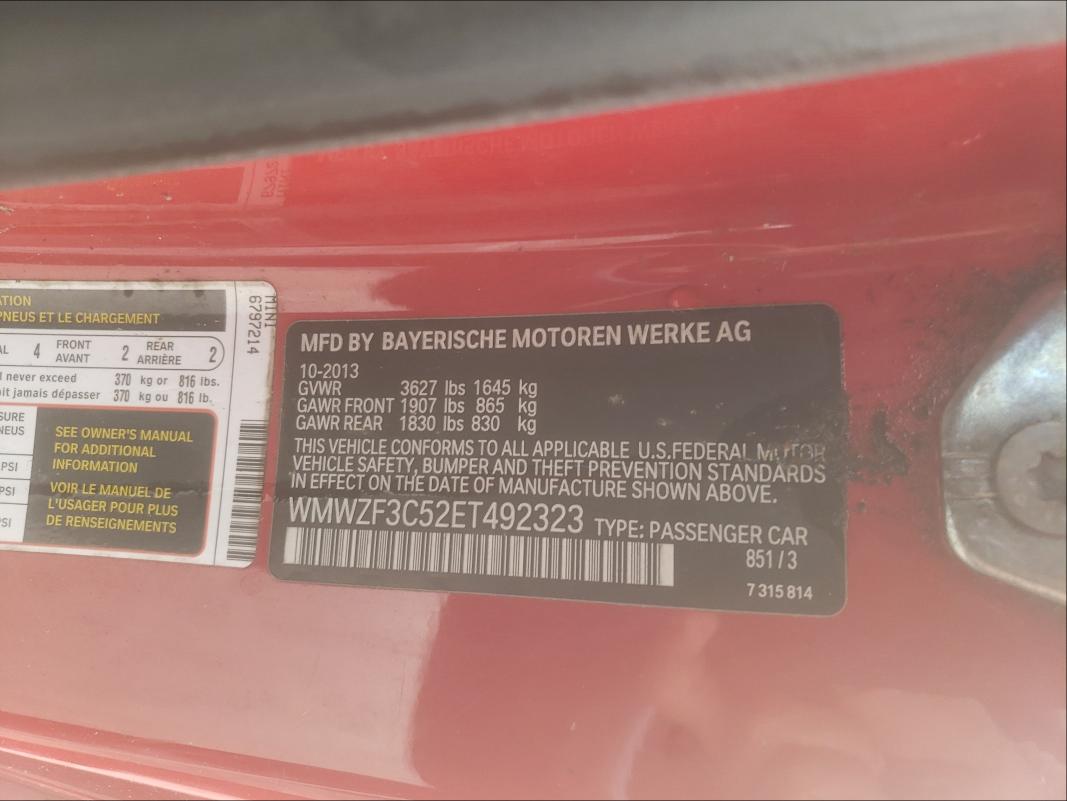 ATION
PNEUS ET LE CHARGEMENT
AL 4 FRONT AVANT 2 REAR ARRIÈRE 2
l never exceed 370 kg or 816 lbs.
it jamais dépasser 370 kg ou 816 lb.
SURE
NEUS
PSI
PSI
SEE OWNER'S MANUAL
FOR ADDITIONAL
INFORMATION
VOIR LE MANUEL DE
L'USAGER POUR PLUS
DE RENSEIGNEMENTS
MINI
6797214
MFD BY BAYERISCHE MOTOREN WERKE AG
10-2013
GVWR 3627 lbs 1645 kg
GAWR FRONT 1907 lbs 865 kg
GAWR REAR 1830 lbs 830 kg
THIS VEHICLE CONFORMS TO ALL APPLICABLE U.S.FEDERAL MOTOR
VEHICLE SAFETY, BUMPER AND THEFT PREVENTION STANDARDS
IN EFFECT ON THE DATE OF MANUFACTURE SHOWN ABOVE.
WMWZF3C52ET492323 TYPE: PASSENGER CAR
851/3
7 315 814